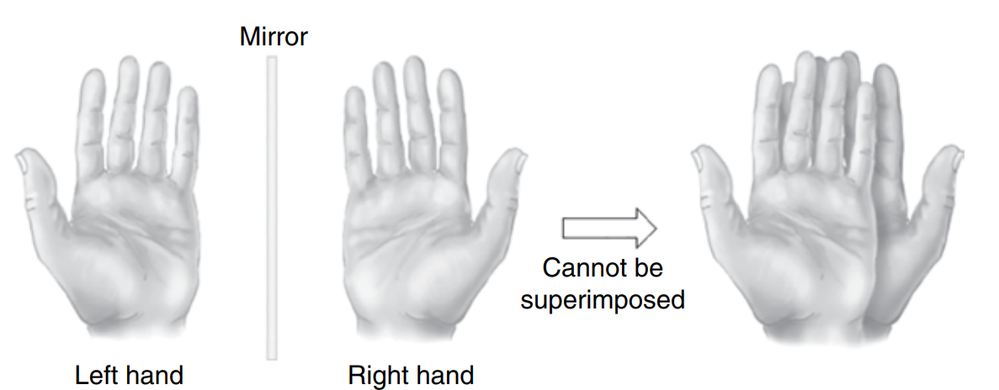 Mirror
Cannot be
superimposed
Left hand
Right hand